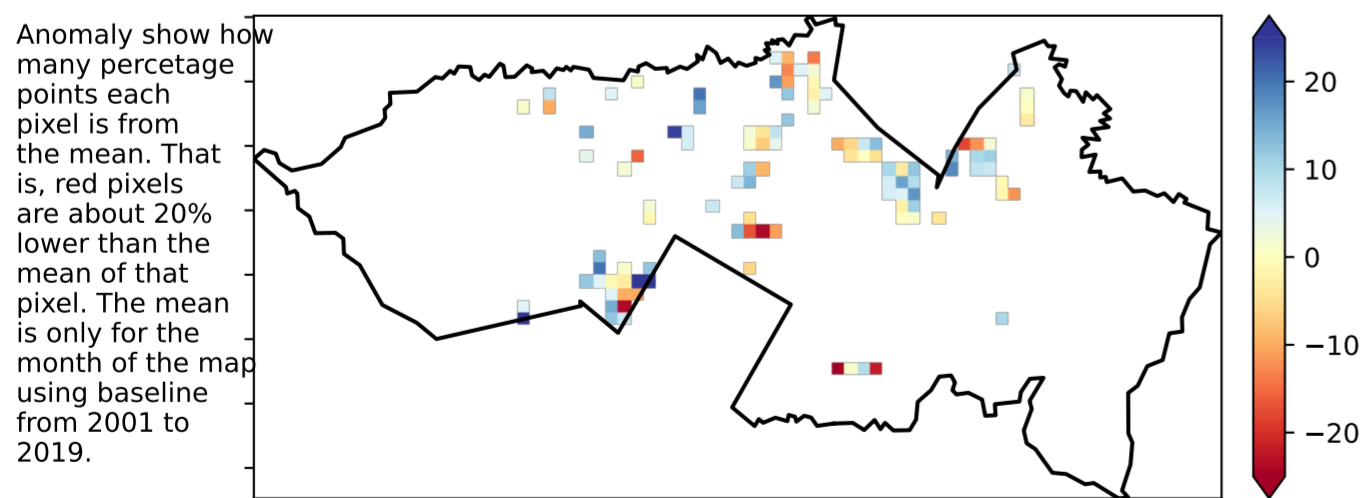 Anomaly show how
many percetage
points each
pixel is from
the mean. That
is, red pixels
are about 20%
lower than the
mean of that
pixel. The mean
is only for the
month of the map
using baseline
from 2001 to
2019.
20
10
0
−10
−20